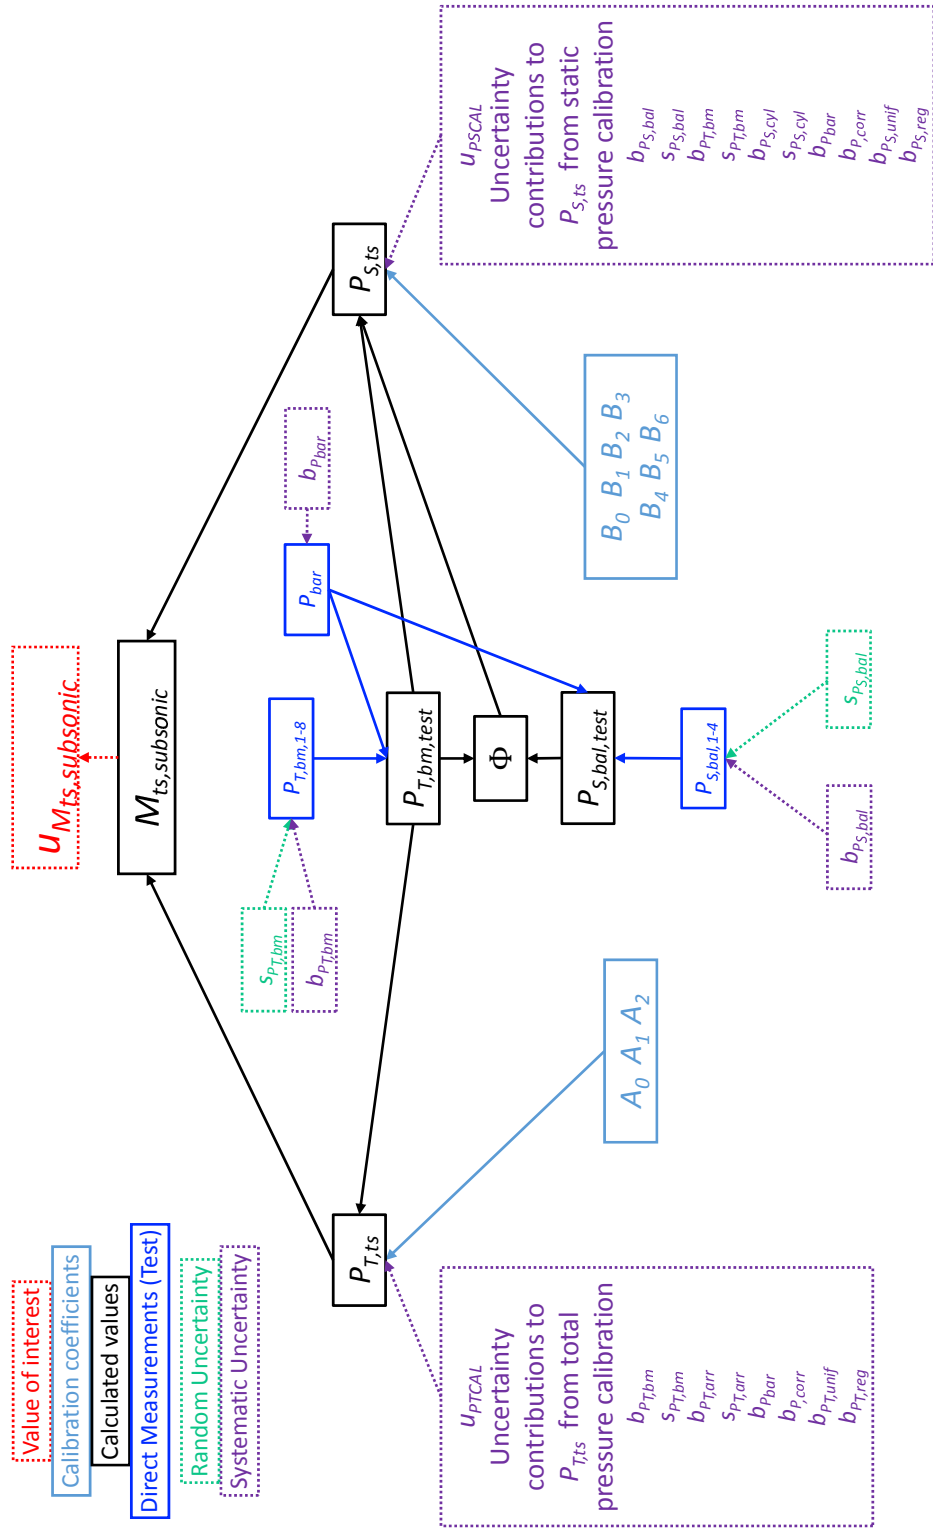 Value of interest
Calibration coefficients
Calculated values
Direct Measurements (Test)
Random Uncertainty
Systematic Uncertainty
u_Mts,subsonic
M_ts,subsonic
s_PT,bm
b_PT,bm
P_T,bm,1-8
P_bar
b_Pbar
P_T,ts
P_T,bm,test
P_S,ts
Φ
P_S,bal,test
P_S,bal,1-4
b_PS,bal
s_PS,bal
A_0 A_1 A_2
B_0 B_1 B_2 B_3
B_4 B_5 B_6
u_PTCAL
Uncertainty
contributions to
P_T,ts from total
pressure calibration
b_PT,bm
s_PT,bm
b_PT,arr
s_PT,arr
b_Pbar
b_P,corr
b_PT,unif
b_PT,reg
u_PSCAL
Uncertainty
contributions to
P_S,ts from static
pressure calibration
b_PS,bal
s_PS,bal
b_PT,bm
s_PT,bm
b_PS,cyl
s_PS,cyl
b_Pbar
b_P,corr
b_PS,unif
b_PS,reg